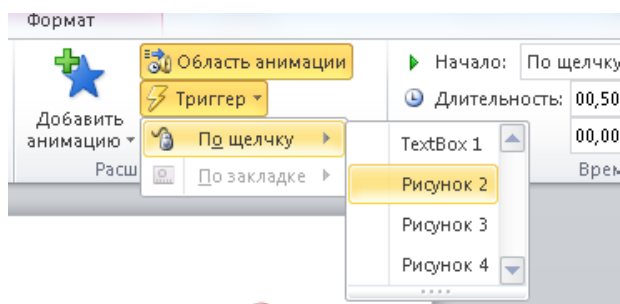 Формат
Добавить анимацию
Область анимации
Триггер
По щелчку
По закладке
TextBox 1
Рисунок 2
Рисунок 3
Рисунок 4
Начало: По щелчку
Длительность: 00,50
00,00
Расш
Врем